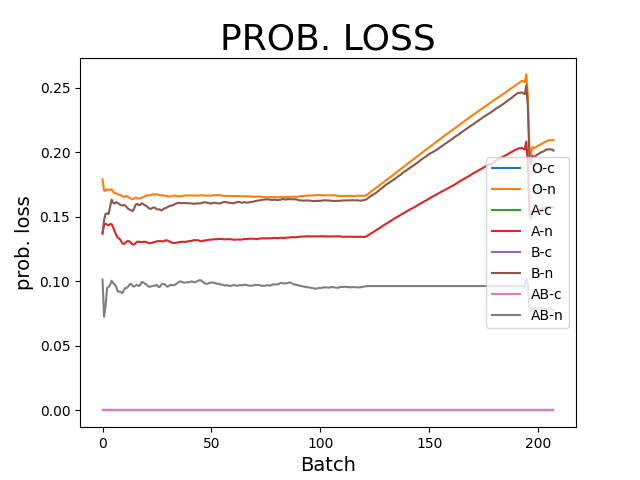 PROB. LOSS
prob. loss
0.25
0.20
0.15
0.10
0.05
0.00
O-c
O-n
A-c
A-n
B-c
B-n
AB-c
AB-n
0 50 100 150 200
Batch